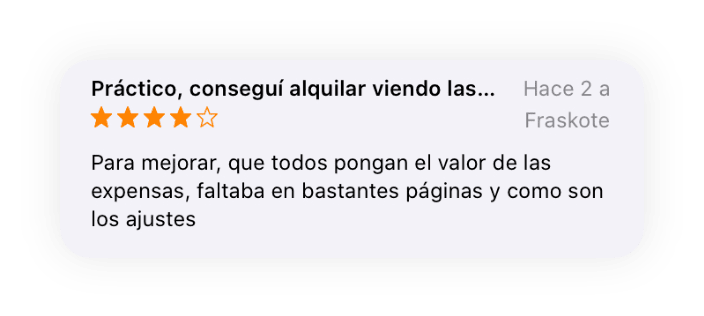 Práctico, conseguí alquilar viendo las...
Hace 2 a
Fraskote
Para mejorar, que todos pongan el valor de las
expensas, faltaba en bastantes páginas y como son
los ajustes